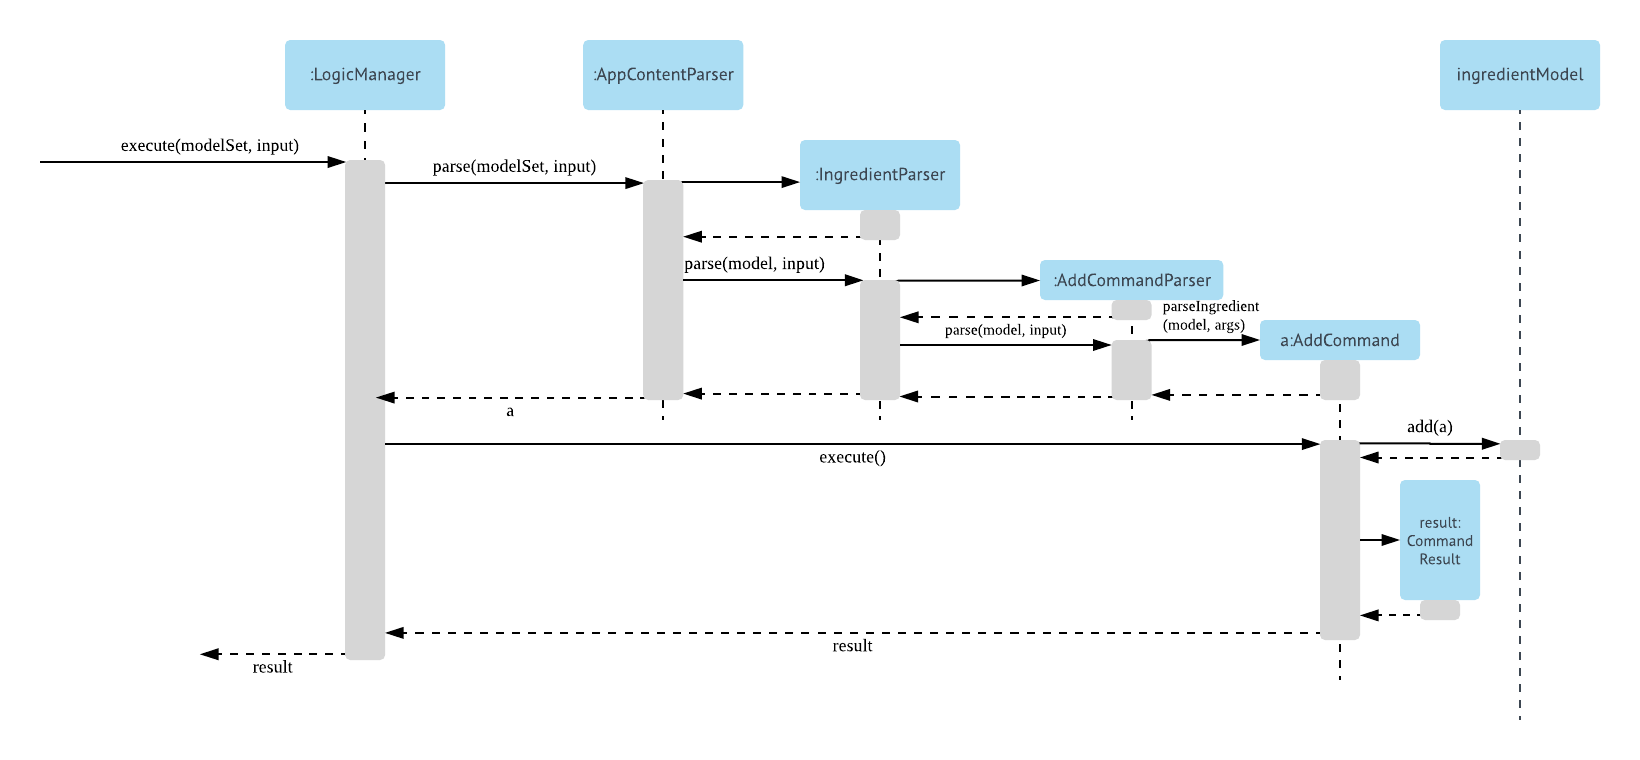 :LogicManager
:AppContentParser
ingredientModel
execute(modelSet, input)
parse(modelSet, input)
:IngredientParser
parse(model, input)
:AddCommandParser
parseIngredient
(model, args)
parse(model, input)
a:AddCommand
a
add(a)
execute()
result:
Command
Result
result
result